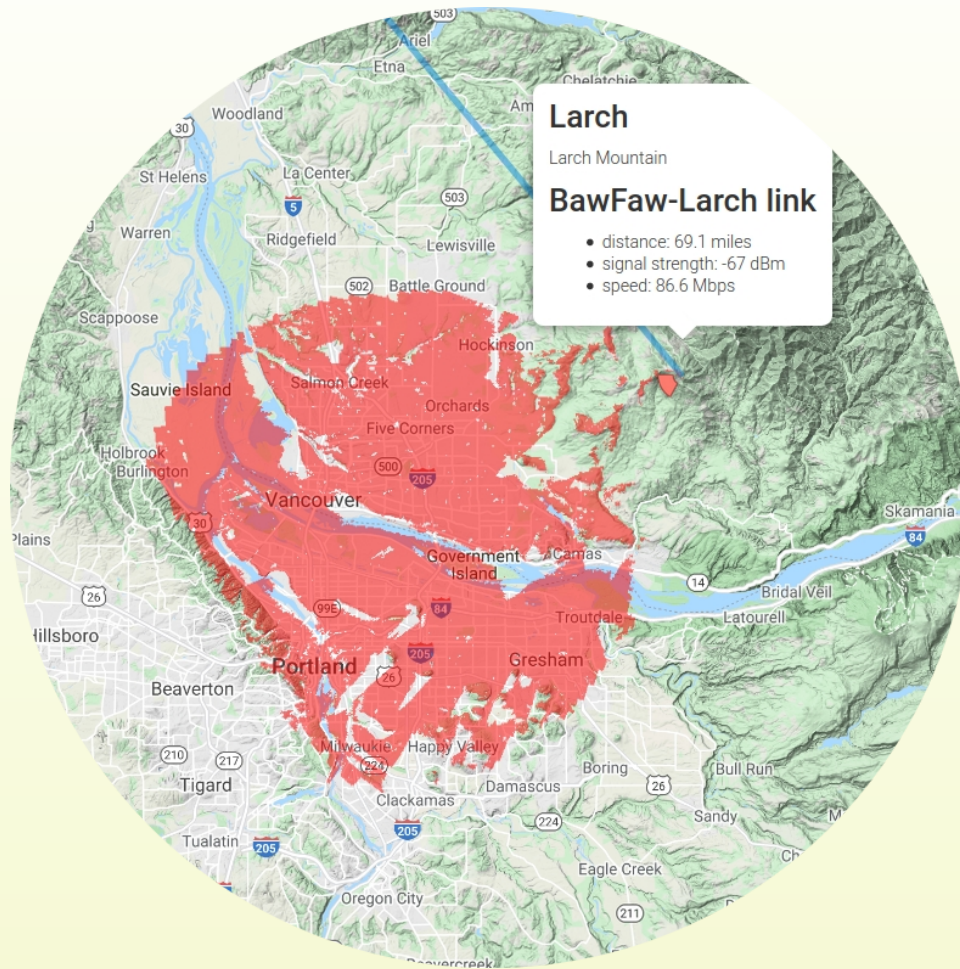 503
Ariel
Etna
Chelatchie
Am
Woodland
30
St Helens
La Center
5
503
Warren
Ridgefield
Lewisville
502
Battle Ground
Scappoose
Hockinson
Larch
Larch Mountain
BawFaw-Larch link
• distance: 69.1 miles
• signal strength: -67 dBm
• speed: 86.6 Mbps
Sauvie Island
Salmon Creek
Orchards
Five Corners
Holbrook
Burlington
500
205
Vancouver
30
Skamania
84
Plains
Government
Island
Camas
14
26
Bridal Veil
99E
84
Troutdale
Latourell
Hillsboro
205
Portland
26
Gresham
Beaverton
Milwaukie
Happy Valley
210
217
224
Boring
Bull Run
Tigard
Damascus
26
Clackamas
Sandy
224
205
Tualatin
205
Eagle Creek
Oregon City
211
Beavercreek